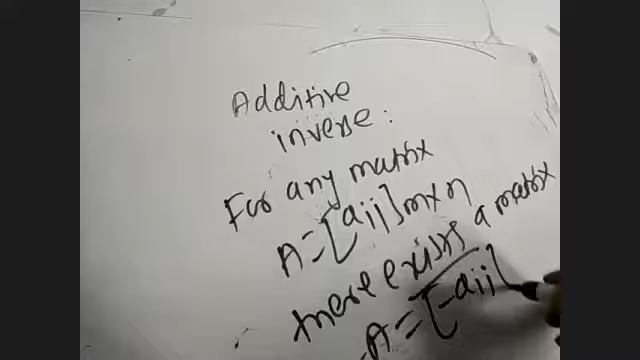 Additive
inverse:
For any matrix
A=[aij]m×n
there exists a matrix
-A=[-aij]